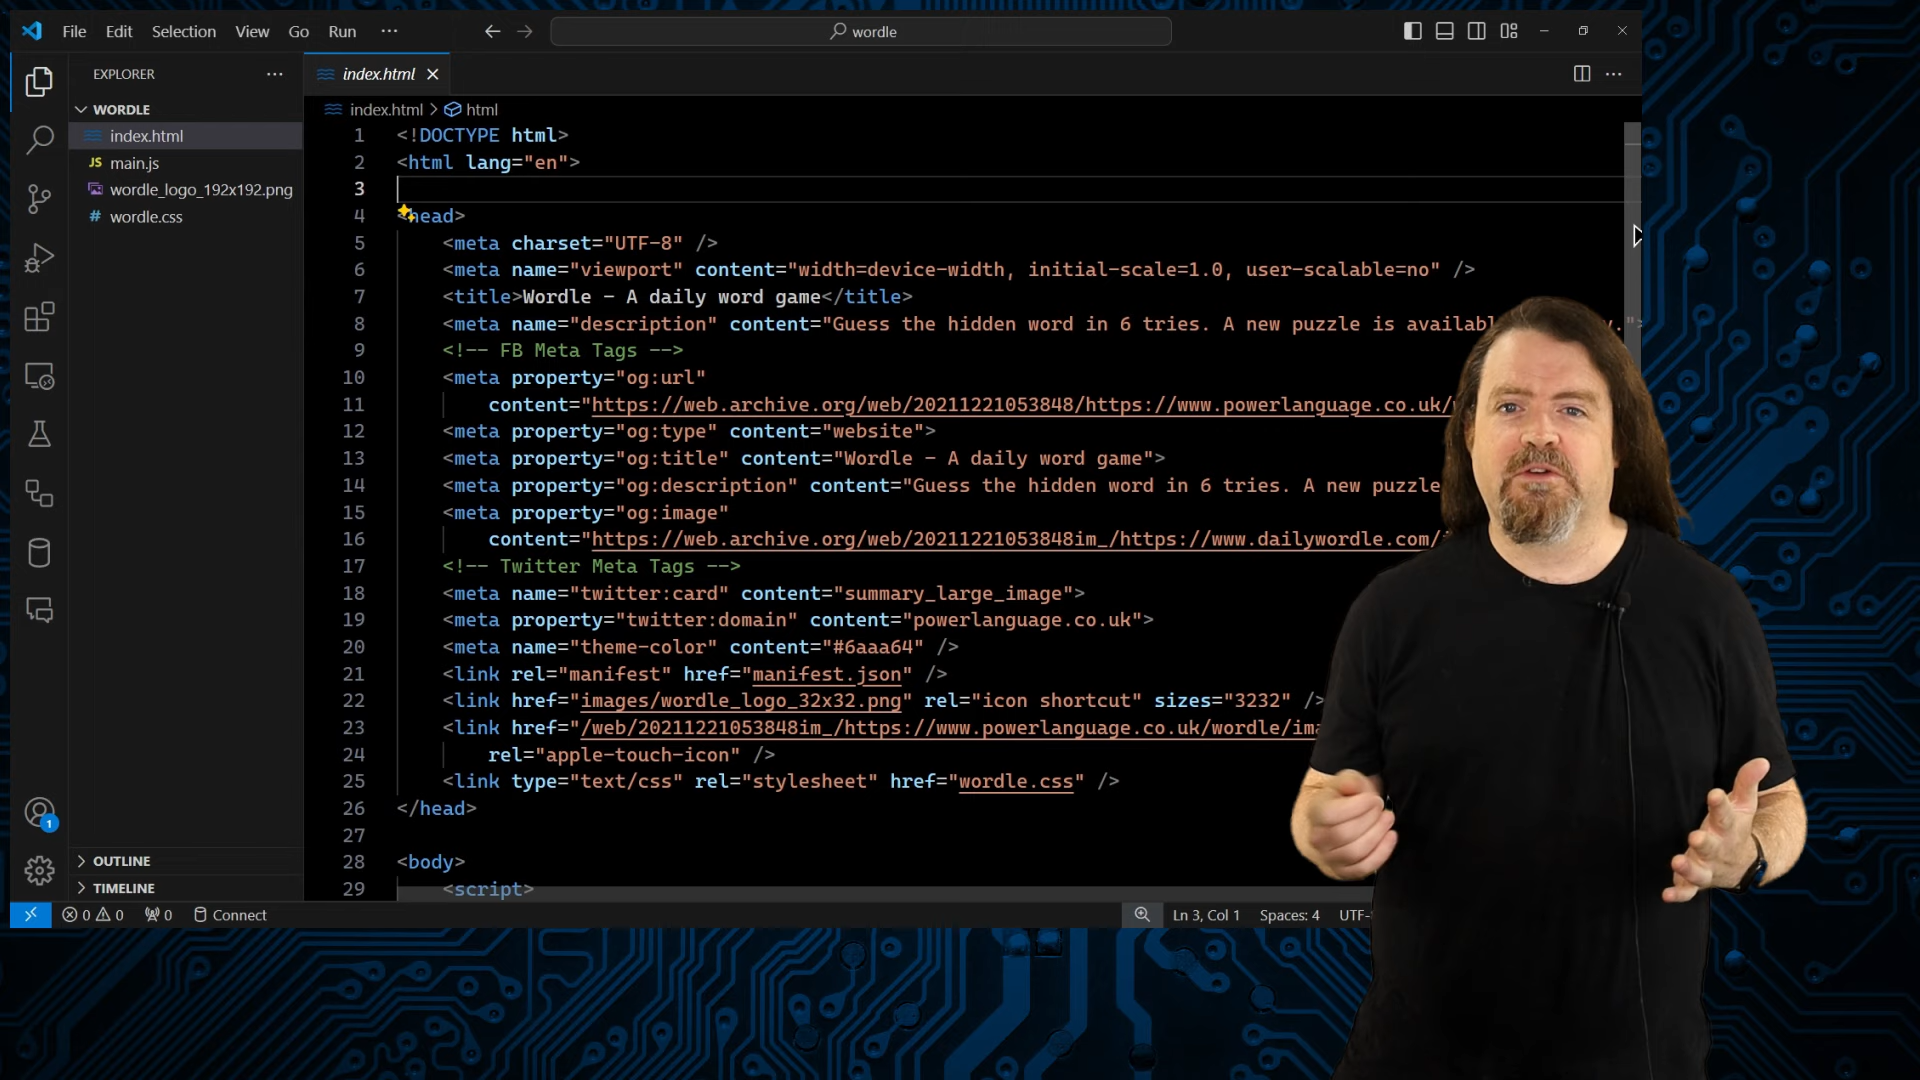 File Edit Selection View Go Run ···
wordle
EXPLORER ···
WORDLE
index.html
JS main.js
wordle_logo_192x192.png
# wordle.css
OUTLINE
TIMELINE
1
index.html
index.html > html
1 <!DOCTYPE html>
2 <html lang="en">
3
4 <head>
5 <meta charset="UTF-8" />
6 <meta name="viewport" content="width=device-width, initial-scale=1.0, user-scalable=no" />
7 <title>Wordle - A daily word game</title>
8 <meta name="description" content="Guess the hidden word in 6 tries. A new puzzle is availabl
9 <!-- FB Meta Tags -->
10 <meta property="og:url"
11 content="https://web.archive.org/web/20211221053848/https://www.powerlanguage.co.uk/
12 <meta property="og:type" content="website">
13 <meta property="og:title" content="Wordle - A daily word game">
14 <meta property="og:description" content="Guess the hidden word in 6 tries. A new puzzle
15 <meta property="og:image"
16 content="https://web.archive.org/web/20211221053848im_/https://www.dailywordle.com/
17 <!-- Twitter Meta Tags -->
18 <meta name="twitter:card" content="summary_large_image">
19 <meta property="twitter:domain" content="powerlanguage.co.uk">
20 <meta name="theme-color" content="#6aaa64" />
21 <link rel="manifest" href="manifest.json" />
22 <link href="images/wordle_logo_32x32.png" rel="icon shortcut" sizes="3232" />
23 <link href="/web/20211221053848im_/https://www.powerlanguage.co.uk/wordle/ima
24 rel="apple-touch-icon" />
25 <link type="text/css" rel="stylesheet" href="wordle.css" />
26 </head>
27
28 <body>
29 <script>
0 0 0 Connect
Ln 3, Col 1 Spaces: 4 UTF-